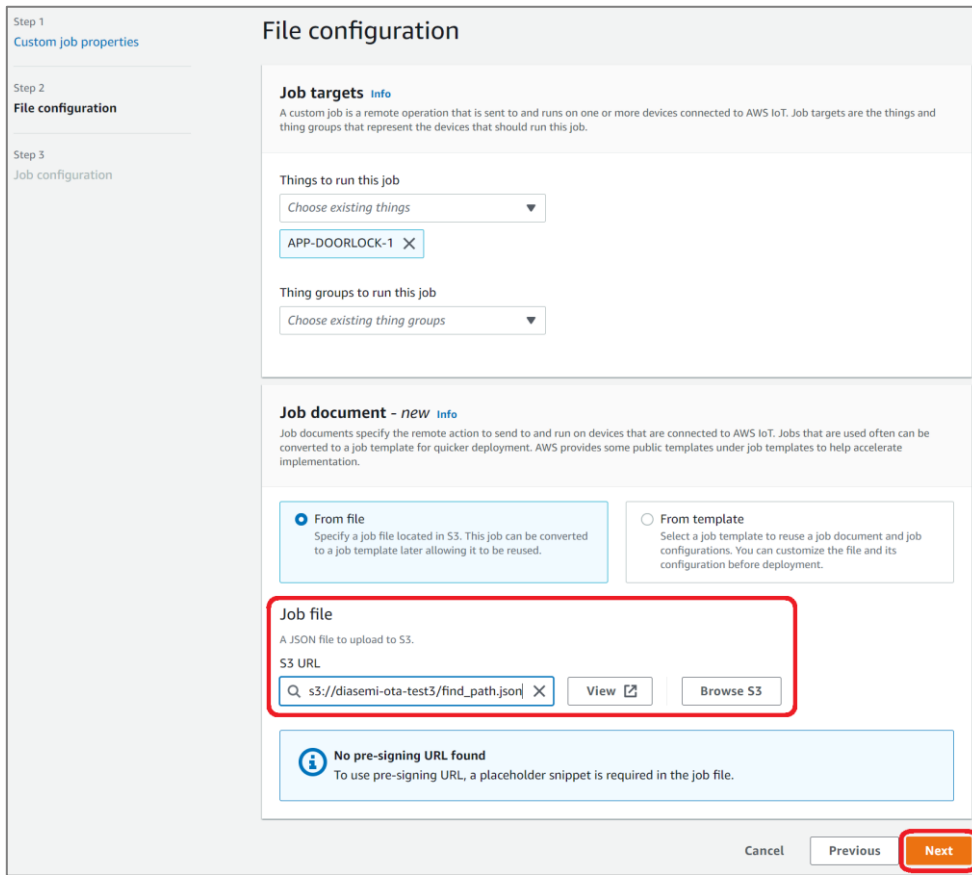 Step 1
Custom job properties
Step 2
File configuration
Step 3
Job configuration
File configuration
Job targets Info
A custom job is a remote operation that is sent to and runs on one or more devices connected to AWS IoT. Job targets are the things and
thing groups that represent the devices that should run this job.
Things to run this job
Choose existing things
APP-DOORLOCK-1
Thing groups to run this job
Choose existing thing groups
Job document - new Info
Job documents specify the remote action to send to and run on devices that are connected to AWS IoT. Jobs that are used often can be
converted to a job template for quicker deployment. AWS provides some public templates under job templates to help accelerate
implementation.
From file
Specify a job file located in S3. This job can be converted
to a job template later allowing it to be reused.
From template
Select a job template to reuse a job document and job
configurations. You can customize the file and its
configuration before deployment.
Job file
A JSON file to upload to S3.
S3 URL
s3://diasemi-ota-test3/find_path.json
View
Browse S3
No pre-signing URL found
To use pre-signing URL, a placeholder snippet is required in the job file.
Cancel
Previous
Next